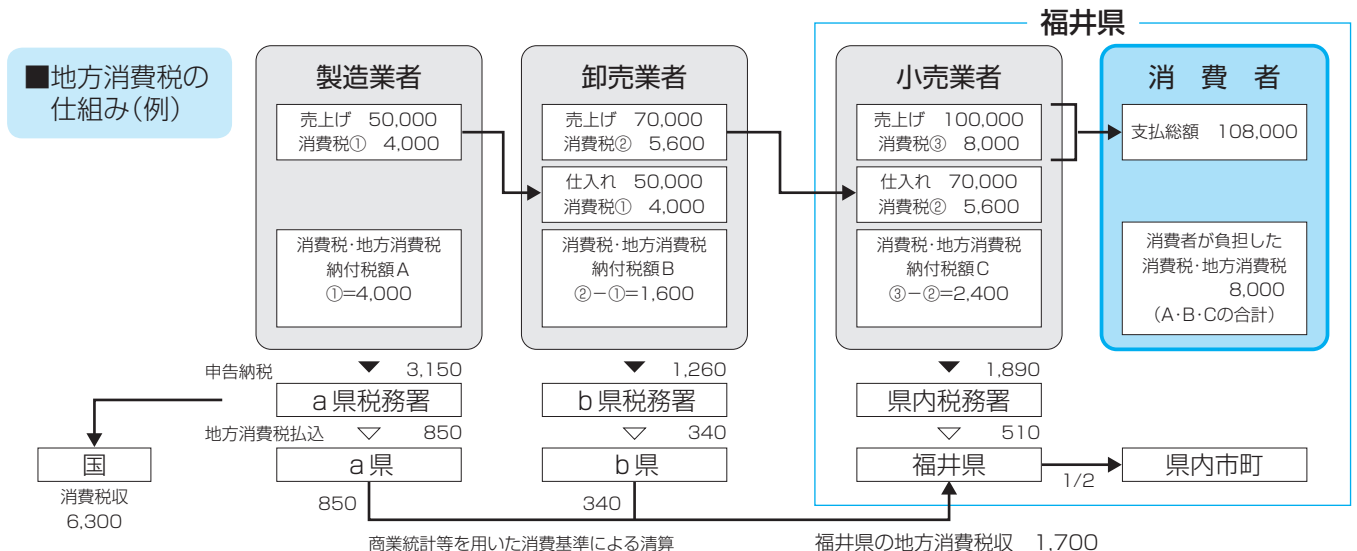 ■地方消費税の
仕組み(例)
福井県
製造業者
売上げ 50,000
消費税① 4,000
消費税・地方消費税
納付税額A
①=4,000
卸売業者
売上げ 70,000
消費税② 5,600
仕入れ 50,000
消費税① 4,000
消費税・地方消費税
納付税額B
②−①=1,600
小売業者
売上げ 100,000
消費税③ 8,000
仕入れ 70,000
消費税② 5,600
消費税・地方消費税
納付税額C
③−②=2,400
消費者
支払総額 108,000
消費者が負担した
消費税・地方消費税
8,000
(A・B・Cの合計)
申告納税 ▼ 3,150 ▼ 1,260 ▼ 1,890
a県税務署 b県税務署 県内税務署
地方消費税払込 ▽ 850 ▽ 340 ▽ 510
国 a県 b県 福井県 1/2 県内市町
消費税収
6,300
850 340
商業統計等を用いた消費基準による清算 福井県の地方消費税収 1,700